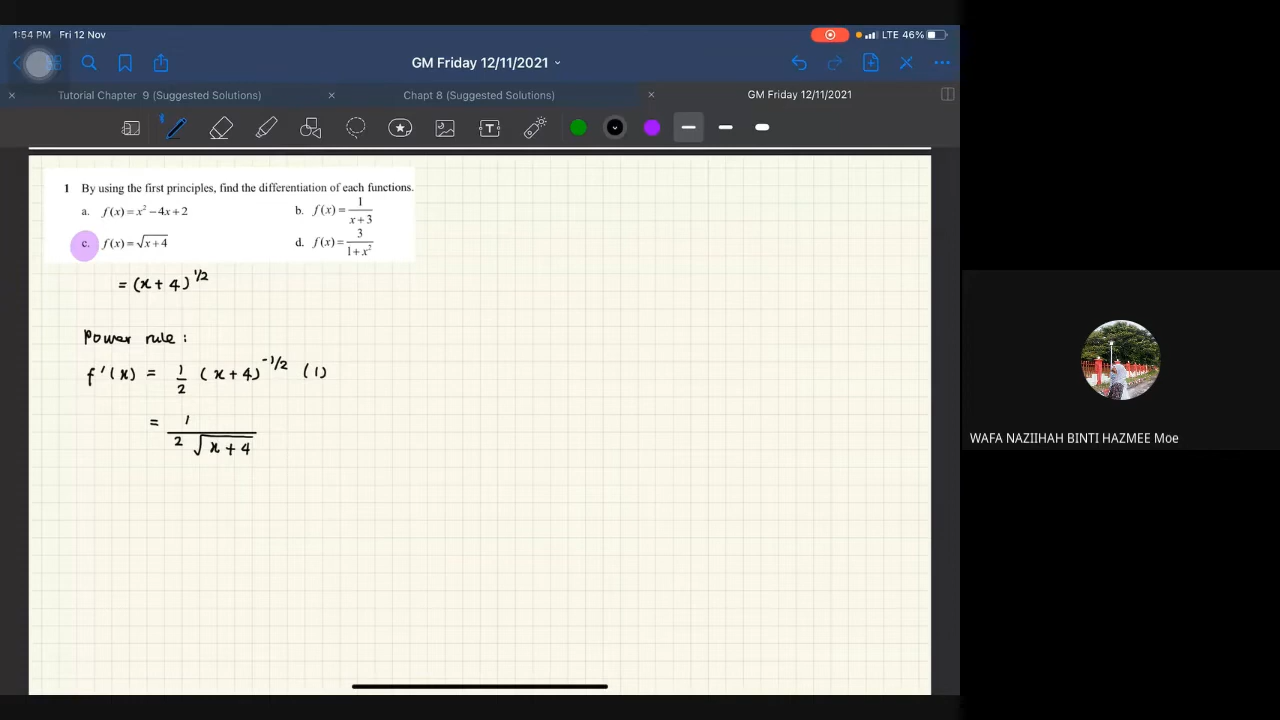 1:54 PM Fri 12 Nov
LTE 46%
GM Friday 12/11/2021
Tutorial Chapter 9 (Suggested Solutions)
Chapt 8 (Suggested Solutions)
GM Friday 12/11/2021
1 By using the first principles, find the differentiation of each functions.
a. f(x) = x² − 4x + 2
b. f(x) = 1/(x+3)
c. f(x) = √(x+4)
d. f(x) = 3/(1+x²)
= (x + 4)^1/2
Power rule :
f'(x) = 1/2 (x + 4)^-1/2 (1)
= 1/(2 √(x + 4))
WAFA NAZIIHAH BINTI HAZMEE Moe